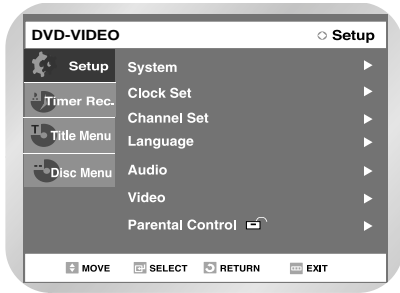 DVD-VIDEO Setup
Setup
Timer Rec.
Title Menu
Disc Menu
System
Clock Set
Channel Set
Language
Audio
Video
Parental Control
MOVE SELECT RETURN EXIT